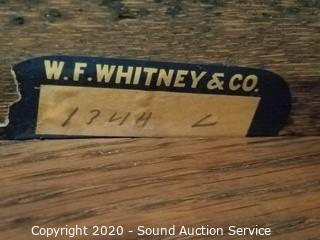 W.F. WHITNEY & CO.
1344 L
Copyright 2020 - Sound Auction Service